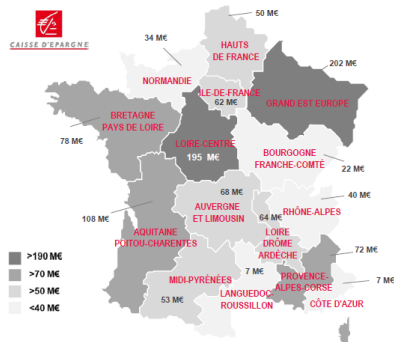 CAISSE D'EPARGNE
50 M€
34 M€
HAUTS
DE FRANCE
202 M€
NORMANDIE
ILE-DE-FRANCE
62 M€
GRAND EST EUROPE
BRETAGNE
PAYS DE LOIRE
LOIRE-CENTRE
195 M€
78 M€
BOURGOGNE
FRANCHE-COMTÉ
22 M€
68 M€
40 M€
AUVERGNE
ET LIMOUSIN
RHÔNE-ALPES
108 M€
64 M€
AQUITAINE
POITOU-CHARENTES
LOIRE
DRÔME
ARDÈCHE
72 M€
>190 M€
>70 M€
>50 M€
<40 M€
MIDI-PYRÉNÉES
7 M€
PROVENCE-
ALPES-CORSE
7 M€
53 M€
LANGUEDOC-
ROUSSILLON
CÔTE D'AZUR